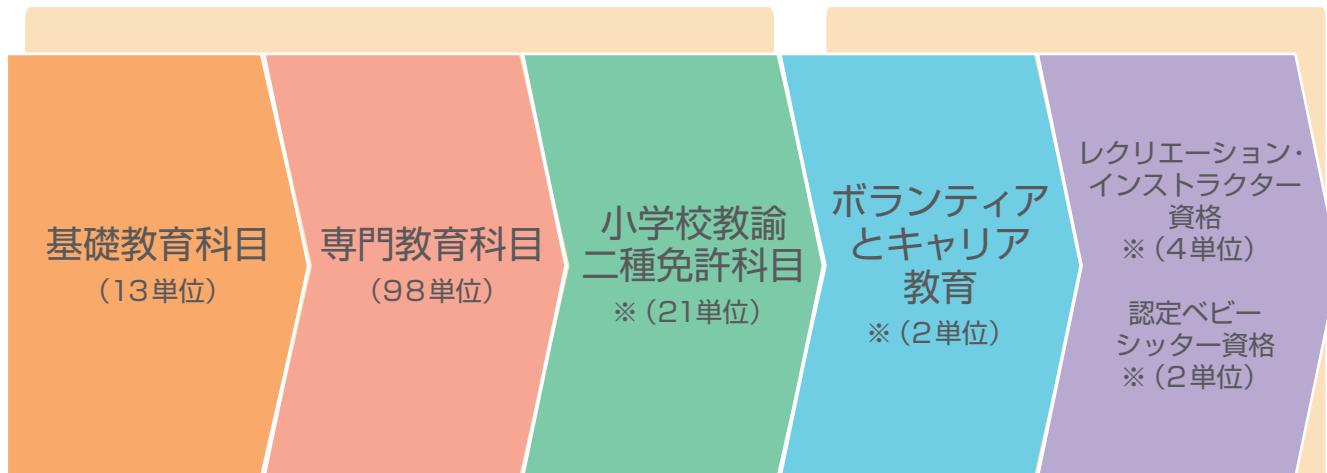 基礎教育科目
（13単位）
専門教育科目
（98単位）
小学校教諭
二種免許科目
※（21単位）
ボランティア
とキャリア
教育
※（2単位）
レクリエーション・
インストラクター
資格
※（4単位）
認定ベビー
シッター資格
※（2単位）